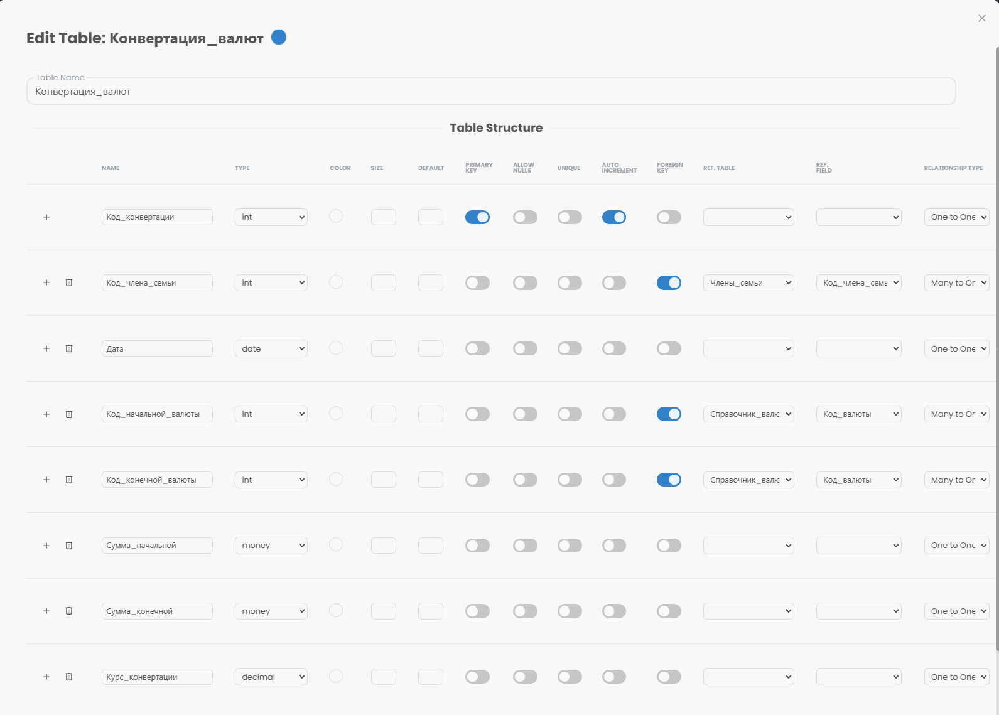 Edit Table: Конвертация_валют
Table Name
Конвертация_валют
Table Structure
NAME TYPE COLOR SIZE DEFAULT PRIMARY KEY ALLOW NULLS UNIQUE AUTO INCREMENT FOREIGN KEY REF. TABLE REF. FIELD RELATIONSHIP TYPE
Код_конвертации int One to One
Код_члена_семьи int Члены_семьи Код_члена_семь Many to Or
Дата date One to One
Код_начальной_валюты int Справочник_валю Код_валюты Many to Or
Код_конечной_валюты int Справочник_валю Код_валюты Many to Or
Сумма_начальной money One to One
Сумма_конечной money One to One
Курс_конвертации decimal One to One